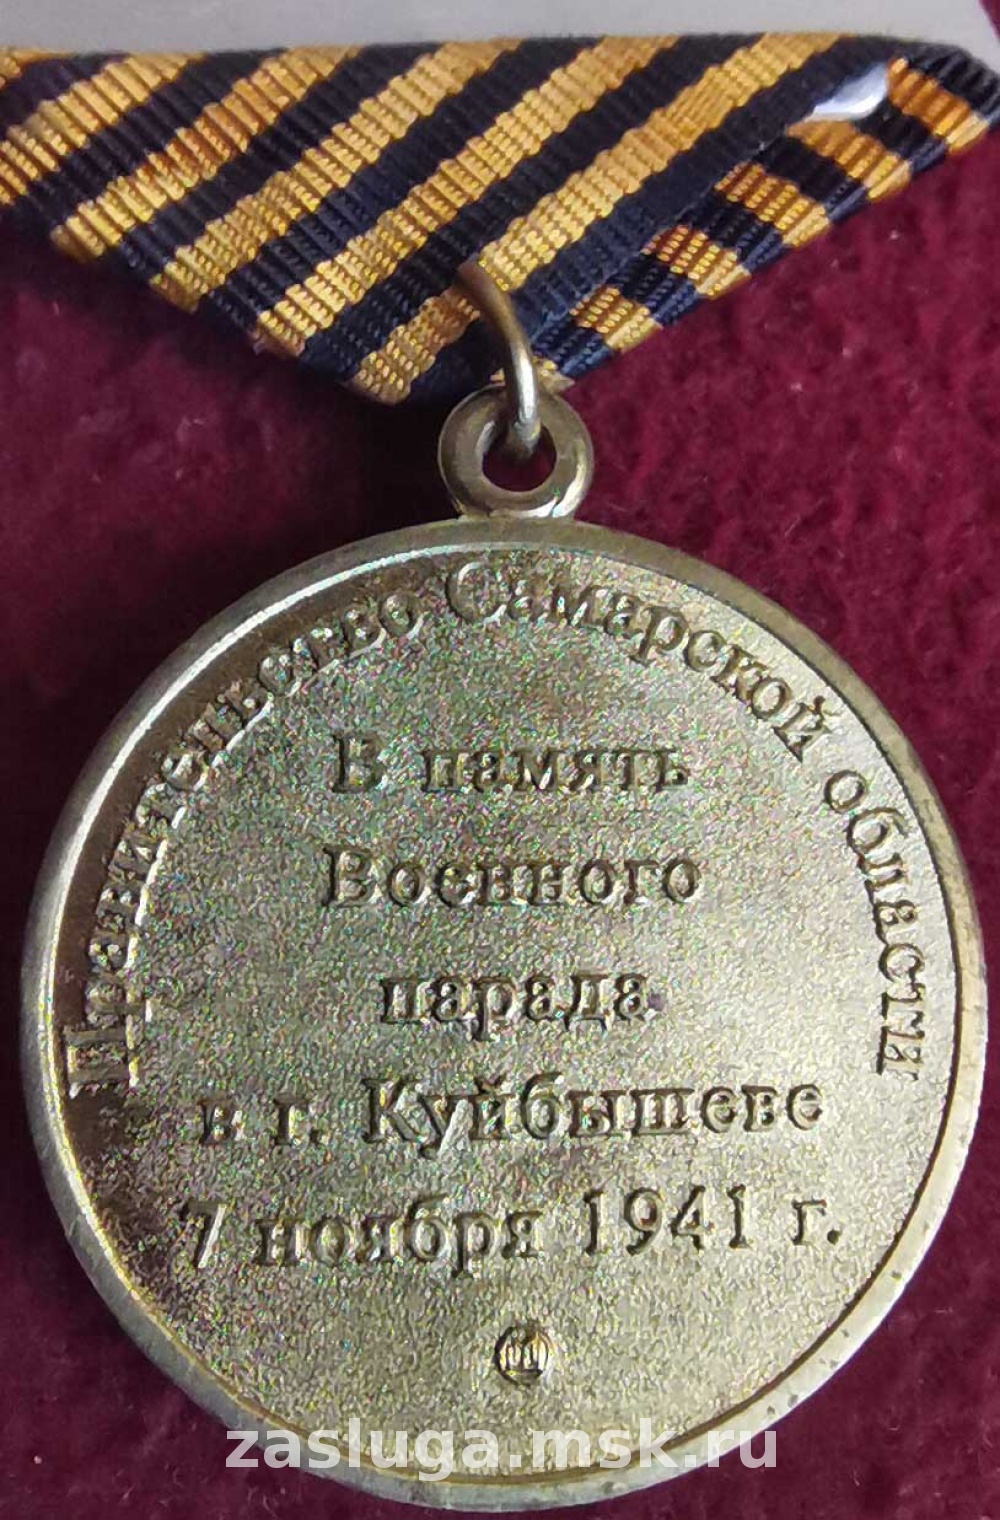 Правительство Самарской области
В память
Военного
парада
в г. Куйбышеве
7 ноября 1941 г.
zasluga.msk.ru